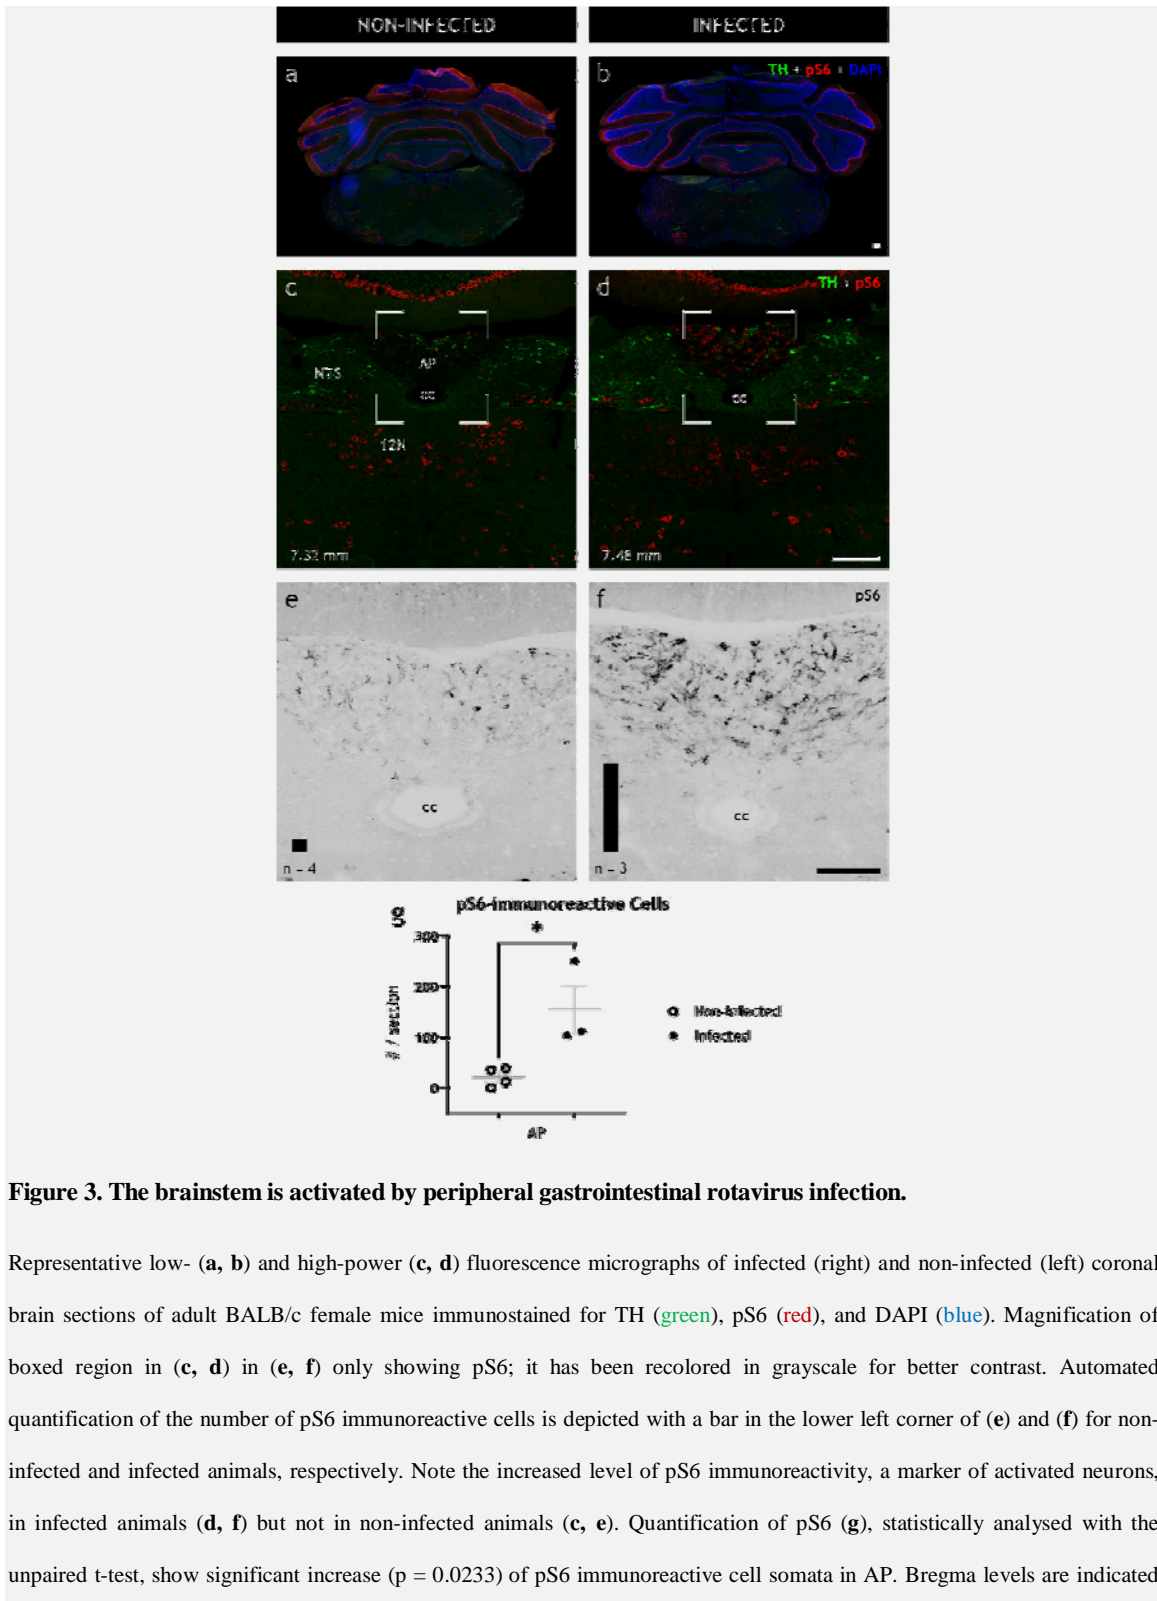 NON-INFECTED
INFECTED
a
b
TH + pS6 + DAPI
c
d
TH + pS6
AP
NTS
cc
cc
12N
7.32 mm
7.48 mm
e
f
pS6
cc
cc
n = 4
n = 3
g
pS6-immunoreactive Cells
*
300
200
# / section
Non-Infected
100
Infected
0
AP
Figure 3. The brainstem is activated by peripheral gastrointestinal rotavirus infection.
Representative low- (a, b) and high-power (c, d) fluorescence micrographs of infected (right) and non-infected (left) coronal
brain sections of adult BALB/c female mice immunostained for TH (green), pS6 (red), and DAPI (blue). Magnification of
boxed region in (c, d) in (e, f) only showing pS6; it has been recolored in grayscale for better contrast. Automated
quantification of the number of pS6 immunoreactive cells is depicted with a bar in the lower left corner of (e) and (f) for non-
infected and infected animals, respectively. Note the increased level of pS6 immunoreactivity, a marker of activated neurons,
in infected animals (d, f) but not in non-infected animals (c, e). Quantification of pS6 (g), statistically analysed with the
unpaired t-test, show significant increase (p = 0.0233) of pS6 immunoreactive cell somata in AP. Bregma levels are indicated